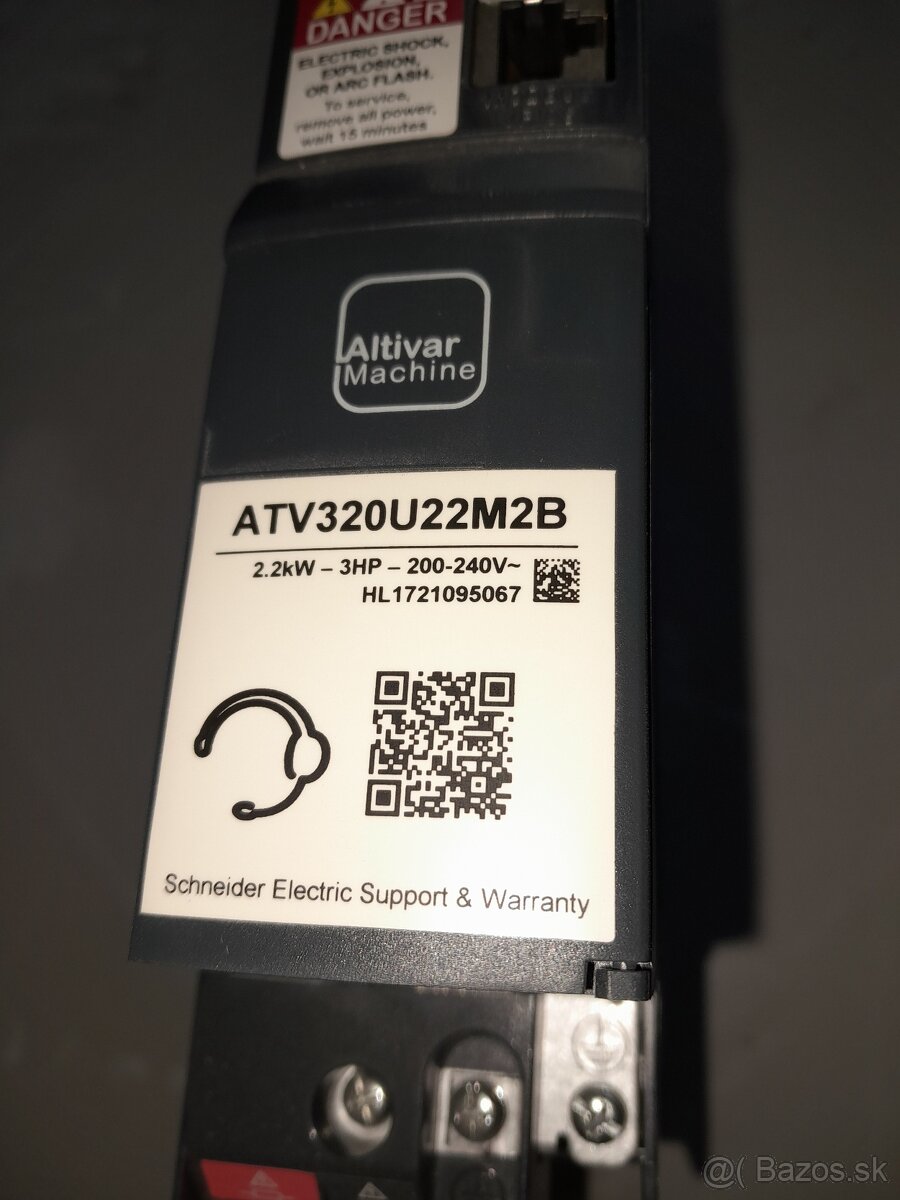 DANGER
ELECTRIC SHOCK,
EXPLOSION,
OR ARC FLASH.
To service,
remove all power,
wait 15 minutes
Altivar
Machine
ATV320U22M2B
2.2kW – 3HP – 200-240V~
HL1721095067
Schneider Electric Support & Warranty
@( Bazos.sk